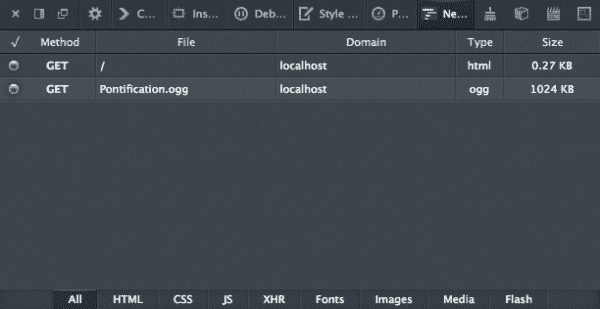 C... Ins... Deb... Style ... P... Ne...
✓ Method File Domain Type Size
GET / localhost html 0.27 KB
GET Pontification.ogg localhost ogg 1024 KB
All HTML CSS JS XHR Fonts Images Media Flash